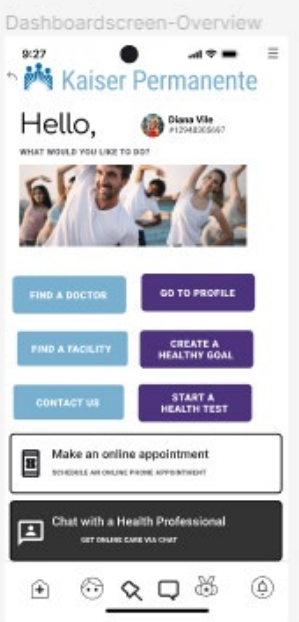 Dashboardscreen-Overview
9:27
Kaiser Permanente
Hello,
Diana Vile
#12948305697
WHAT WOULD YOU LIKE TO DO?
FIND A DOCTOR
GO TO PROFILE
FIND A FACILITY
CREATE A
HEALTHY GOAL
CONTACT US
START A
HEALTH TEST
Make an online appointment
SCHEDULE AN ONLINE PHONE APPOINTMENT
Chat with a Health Professional
GET ONLINE CARE VIA CHAT